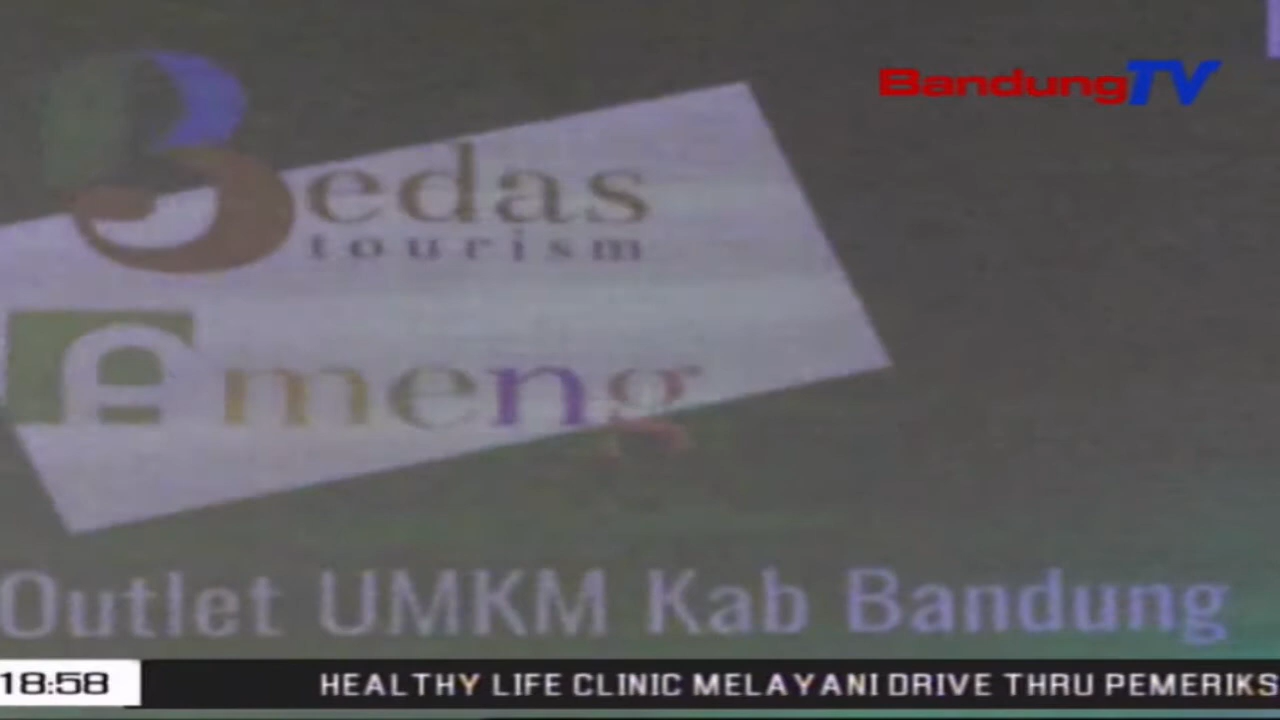 BandungTV
Bedas
tourism
Ameng
Outlet UMKM Kab Bandung
18:58 HEALTHY LIFE CLINIC MELAYANI DRIVE THRU PEMERIKS